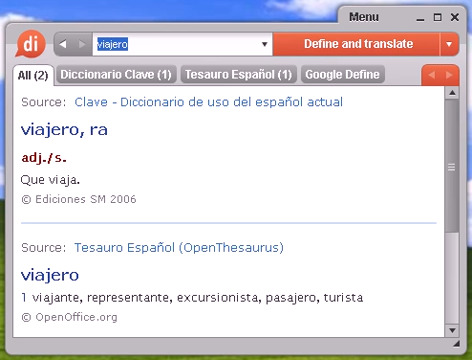 Menu
di viajero Define and translate
All (2) Diccionario Clave (1) Tesauro Español (1) Google Define
Source: Clave - Diccionario de uso del español actual
viajero, ra
adj./s.
Que viaja.
© Ediciones SM 2006
Source: Tesauro Español (OpenThesaurus)
viajero
1 viajante, representante, excursionista, pasajero, turista
© OpenOffice.org